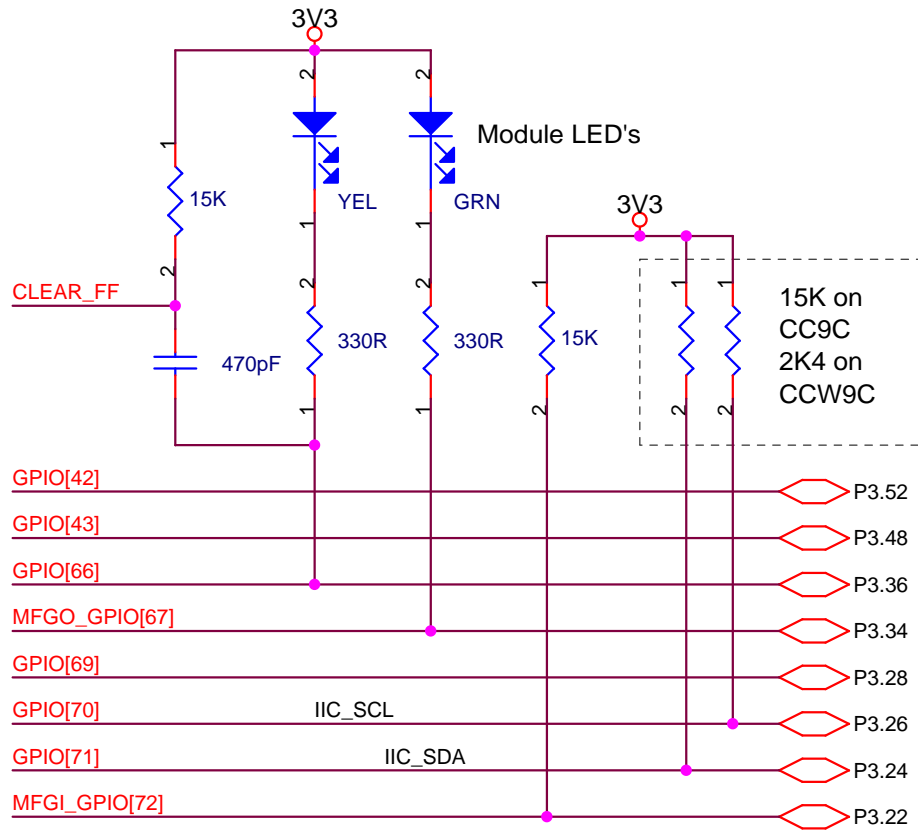 3V3
2
2
1
Module LED's
15K
YEL
GRN
3V3
1
1
2
CLEAR_FF
2
2
1
1
1
15K on
CC9C
2K4 on
CCW9C
470pF
330R
330R
15K
1
1
2
2
2
GPIO[42]
P3.52
GPIO[43]
P3.48
GPIO[66]
P3.36
MFGO_GPIO[67]
P3.34
GPIO[69]
P3.28
GPIO[70]
IIC_SCL
P3.26
GPIO[71]
IIC_SDA
P3.24
MFGI_GPIO[72]
P3.22